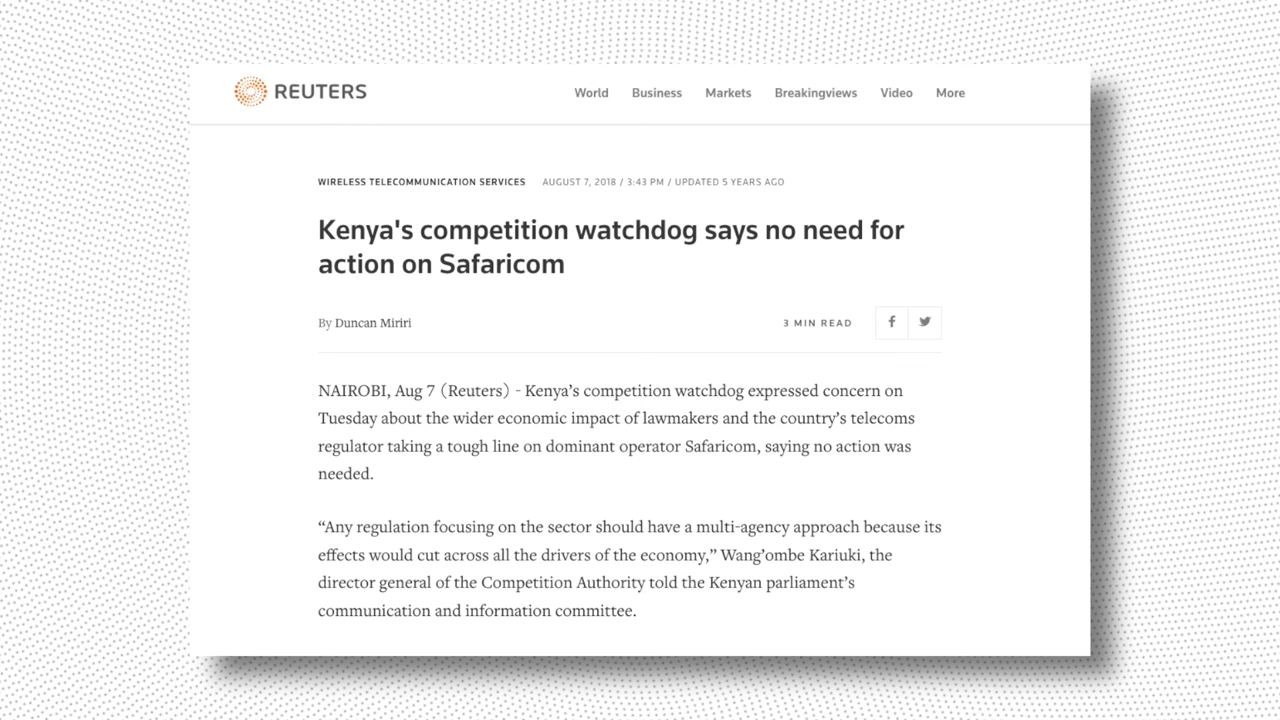 REUTERS
World Business Markets Breakingviews Video More
WIRELESS TELECOMMUNICATION SERVICES AUGUST 7, 2018 / 3:43 PM / UPDATED 5 YEARS AGO
Kenya's competition watchdog says no need for
action on Safaricom
By Duncan Miriri
3 MIN READ
NAIROBI, Aug 7 (Reuters) - Kenya’s competition watchdog expressed concern on
Tuesday about the wider economic impact of lawmakers and the country’s telecoms
regulator taking a tough line on dominant operator Safaricom, saying no action was
needed.
“Any regulation focusing on the sector should have a multi-agency approach because its
effects would cut across all the drivers of the economy,” Wang’ombe Kariuki, the
director general of the Competition Authority told the Kenyan parliament’s
communication and information committee.